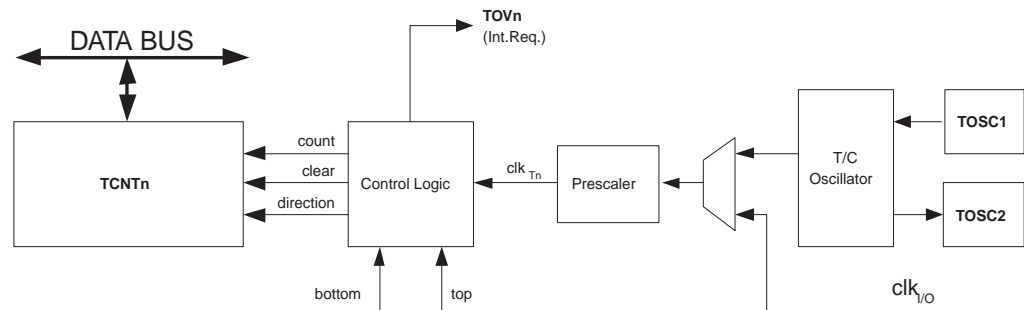 TOVn
(Int.Req.)
DATA BUS
TCNTn
count
clear
direction
Control Logic
clk Tn
Prescaler
T/C
Oscillator
TOSC1
TOSC2
bottom
top
clk I/O